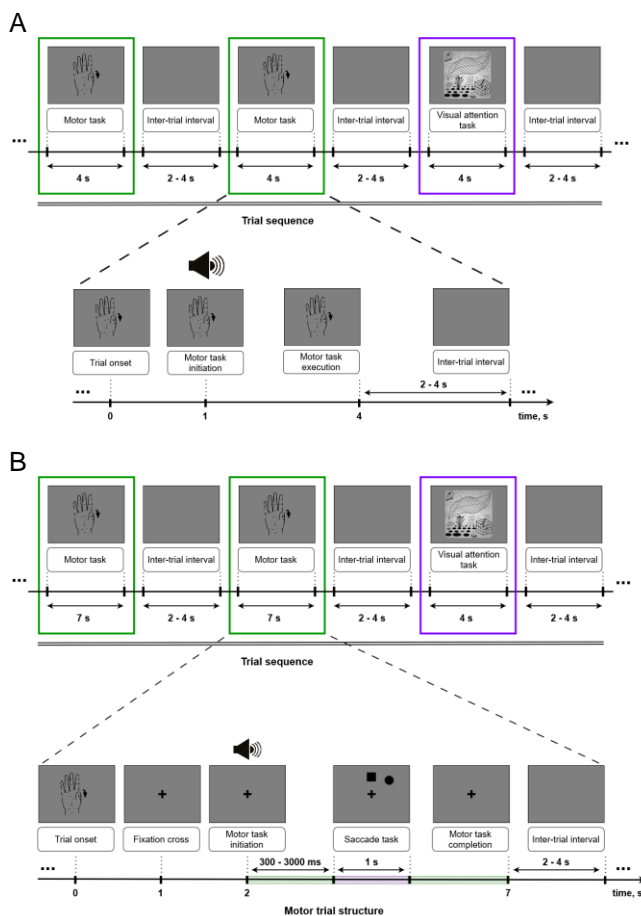 A
Motor task
Inter-trial interval
Motor task
Inter-trial interval
Visual attention
task
Inter-trial interval
...
...
4 s
2 - 4 s
4 s
2 - 4 s
4 s
2 - 4 s
Trial sequence
Trial onset
Motor task
initiation
Motor task
execution
Inter-trial interval
...
2 - 4 s
...
0
1
4
time, s
B
Motor task
Inter-trial interval
Motor task
Inter-trial interval
Visual attention
task
Inter-trial interval
...
...
7 s
2 - 4 s
7 s
2 - 4 s
4 s
2 - 4 s
Trial sequence
Trial onset
Fixation cross
Motor task
initiation
Saccade task
Motor task
completion
Inter-trial interval
...
300 - 3000 ms
1 s
2 - 4 s
...
0
1
2
7
time, s
Motor trial structure